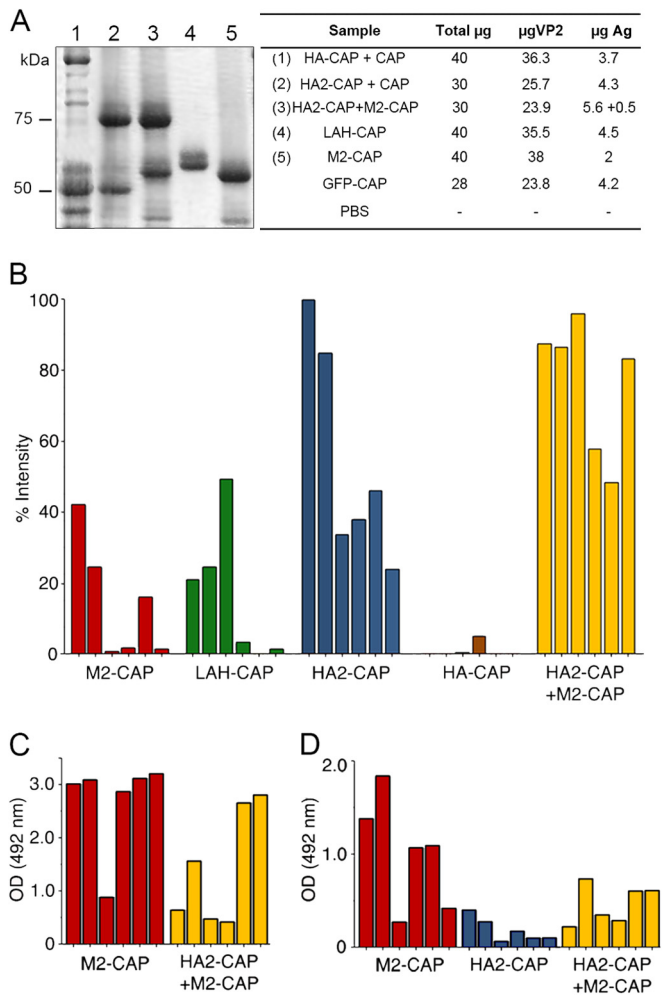 A
1 2 3 4 5
kDa
75
50
Sample Total µg µgVP2 µg Ag
(1) HA-CAP + CAP 40 36.3 3.7
(2) HA2-CAP + CAP 30 25.7 4.3
(3) HA2-CAP+M2-CAP 30 23.9 5.6 +0.5
(4) LAH-CAP 40 35.5 4.5
(5) M2-CAP 40 38 2
GFP-CAP 28 23.8 4.2
PBS - - -
B
% Intensity
100
80
60
40
20
0
M2-CAP LAH-CAP HA2-CAP HA-CAP HA2-CAP
+M2-CAP
C
OD (492 nm)
3.0
2.0
1.0
0
M2-CAP HA2-CAP
+M2-CAP
D
OD (492 nm)
2.0
1.0
0
M2-CAP HA2-CAP HA2-CAP
+M2-CAP